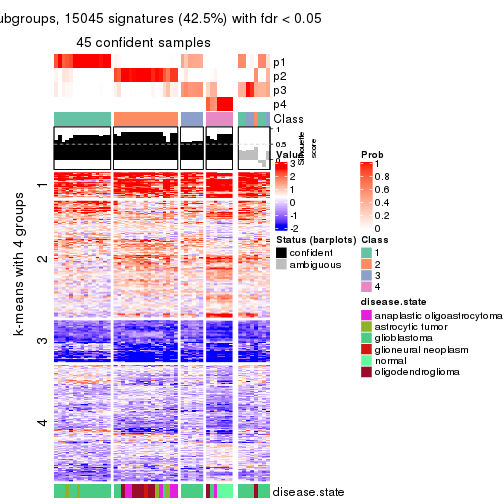 ubgroups, 15045 signatures (42.5%) with fdr < 0.05
45 confident samples
p1
p2
p3
p4
Class
1
0.5
0
Silhouette
score
k-means with 4 groups
1
2
3
4
Value
3
2
1
0
-1
-2
Status (barplots)
confident
ambiguous
Prob
1
0.8
0.6
0.4
0.2
0
Class
1
2
3
4
disease.state
anaplastic oligoastrocytoma
astrocytic tumor
glioblastoma
glioneural neoplasm
normal
oligodendroglioma
disease.state